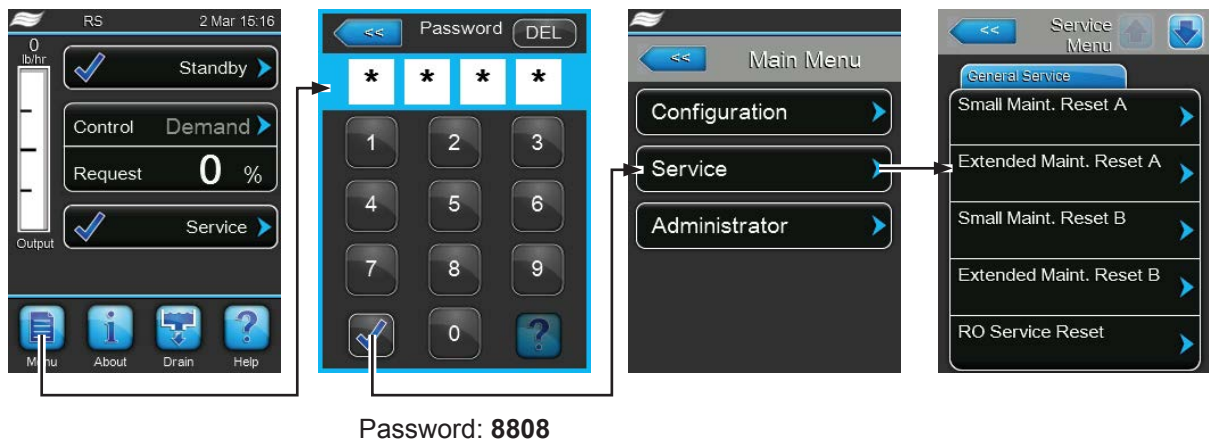 RS 2 Mar 15:16
0
lb/hr
Standby
Control Demand
Request 0 %
Service
Output
Menu About Drain Help
<< Password DEL
* * * *
1 2 3
4 5 6
7 8 9
0 ?
Password: 8808
<< Main Menu
Configuration
Service
Administrator
<< Service
Menu
General Service
Small Maint. Reset A
Extended Maint. Reset A
Small Maint. Reset B
Extended Maint. Reset B
RO Service Reset